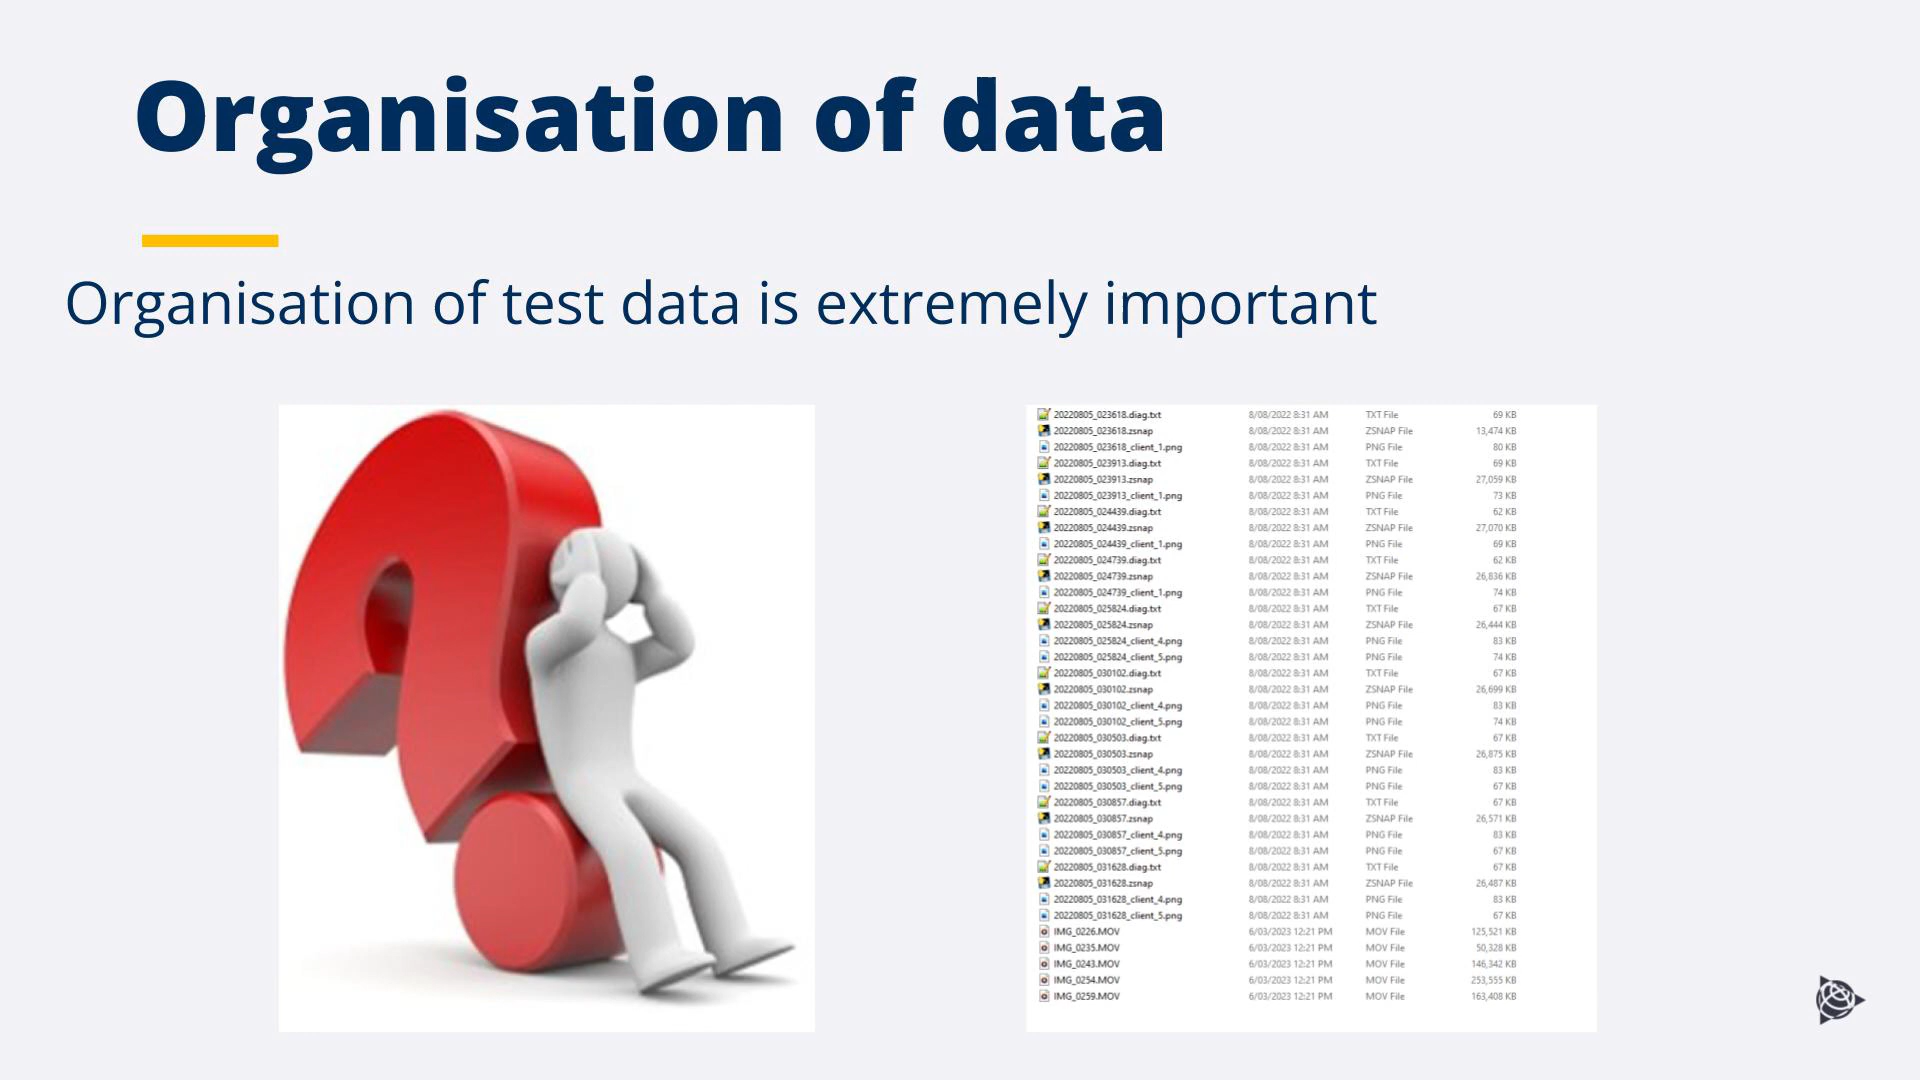 Organisation of data
Organisation of test data is extremely important
20220805_023618.diag.txt 8/08/2022 8:31 AM TXT File 69 KB
20220805_023618.zsnap 8/08/2022 8:31 AM ZSNAP File 13,474 KB
20220805_023618_client_1.png 8/08/2022 8:31 AM PNG File 80 KB
20220805_023913.diag.txt 8/08/2022 8:31 AM TXT File 69 KB
20220805_023913.zsnap 8/08/2022 8:31 AM ZSNAP File 27,059 KB
20220805_023913_client_1.png 8/08/2022 8:31 AM PNG File 73 KB
20220805_024439.diag.txt 8/08/2022 8:31 AM TXT File 62 KB
20220805_024439.zsnap 8/08/2022 8:31 AM ZSNAP File 27,070 KB
20220805_024439_client_1.png 8/08/2022 8:31 AM PNG File 69 KB
20220805_024739.diag.txt 8/08/2022 8:31 AM TXT File 62 KB
20220805_024739.zsnap 8/08/2022 8:31 AM ZSNAP File 26,836 KB
20220805_024739_client_1.png 8/08/2022 8:31 AM PNG File 74 KB
20220805_025824.diag.txt 8/08/2022 8:31 AM TXT File 67 KB
20220805_025824.zsnap 8/08/2022 8:31 AM ZSNAP File 26,444 KB
20220805_025824_client_4.png 8/08/2022 8:31 AM PNG File 83 KB
20220805_025824_client_5.png 8/08/2022 8:31 AM PNG File 74 KB
20220805_030102.diag.txt 8/08/2022 8:31 AM TXT File 67 KB
20220805_030102.zsnap 8/08/2022 8:31 AM ZSNAP File 26,699 KB
20220805_030102_client_4.png 8/08/2022 8:31 AM PNG File 83 KB
20220805_030102_client_5.png 8/08/2022 8:31 AM PNG File 74 KB
20220805_030503.diag.txt 8/08/2022 8:31 AM TXT File 67 KB
20220805_030503.zsnap 8/08/2022 8:31 AM ZSNAP File 26,875 KB
20220805_030503_client_4.png 8/08/2022 8:31 AM PNG File 83 KB
20220805_030503_client_5.png 8/08/2022 8:31 AM PNG File 67 KB
20220805_030857.diag.txt 8/08/2022 8:31 AM TXT File 67 KB
20220805_030857.zsnap 8/08/2022 8:31 AM ZSNAP File 26,571 KB
20220805_030857_client_4.png 8/08/2022 8:31 AM PNG File 83 KB
20220805_030857_client_5.png 8/08/2022 8:31 AM PNG File 67 KB
20220805_031628.diag.txt 8/08/2022 8:31 AM TXT File 67 KB
20220805_031628.zsnap 8/08/2022 8:31 AM ZSNAP File 26,487 KB
20220805_031628_client_4.png 8/08/2022 8:31 AM PNG File 83 KB
20220805_031628_client_5.png 8/08/2022 8:31 AM PNG File 67 KB
IMG_0226.MOV 6/03/2023 12:21 PM MOV File 125,521 KB
IMG_0235.MOV 6/03/2023 12:21 PM MOV File 50,328 KB
IMG_0243.MOV 6/03/2023 12:21 PM MOV File 146,342 KB
IMG_0254.MOV 6/03/2023 12:21 PM MOV File 253,555 KB
IMG_0259.MOV 6/03/2023 12:21 PM MOV File 163,408 KB